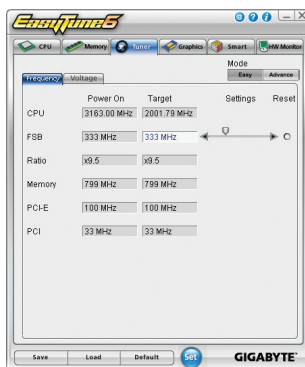 EasyTune6
CPU Memory Tuner Graphics Smart HW Monitor
Mode
Easy Advance
Frequency Voltage
Power On Target Settings Reset
CPU 3163.00 MHz 2001.79 MHz
FSB 333 MHz 333 MHz
Ratio x9.5 x9.5
Memory 799 MHz 799 MHz
PCI-E 100 MHz 100 MHz
PCI 33 MHz 33 MHz
Save Load Default Set GIGABYTE™